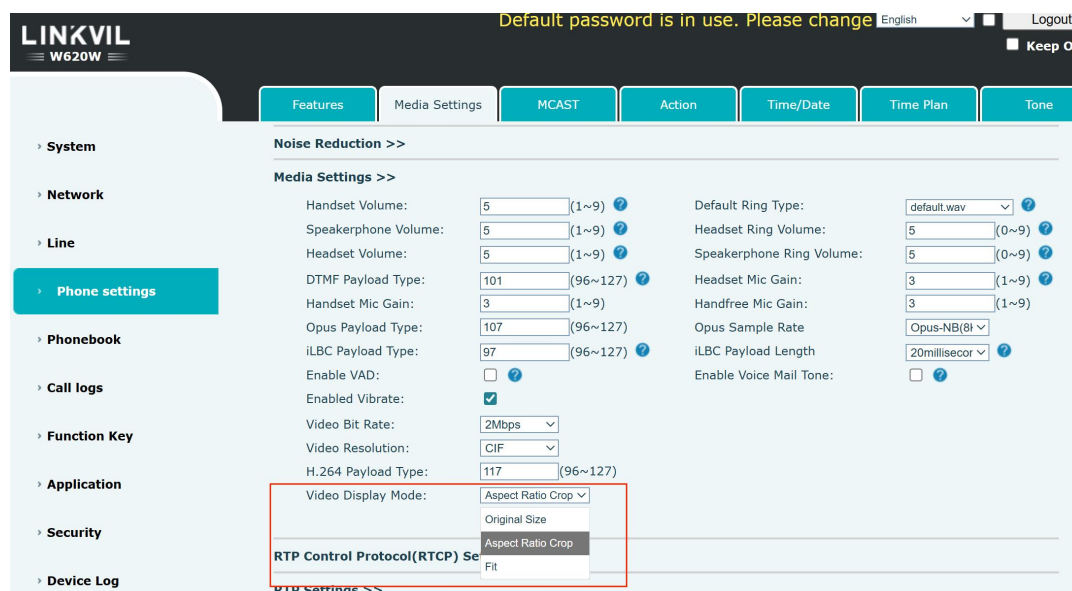 Default password is in use. Please change
English
Logout
LINKVIL
W620W
Keep O
Features
Media Settings
MCAST
Action
Time/Date
Time Plan
Tone
› System
› Network
› Line
› Phone settings
› Phonebook
› Call logs
› Function Key
› Application
› Security
› Device Log
Noise Reduction >>
Media Settings >>
Handset Volume: 5 (1~9) ? Default Ring Type: default.wav ?
Speakerphone Volume: 5 (1~9) ? Headset Ring Volume: 5 (0~9) ?
Headset Volume: 5 (1~9) ? Speakerphone Ring Volume: 5 (0~9) ?
DTMF Payload Type: 101 (96~127) ? Headset Mic Gain: 3 (1~9) ?
Handset Mic Gain: 3 (1~9) Handfree Mic Gain: 3 (1~9)
Opus Payload Type: 107 (96~127) Opus Sample Rate Opus-NB(8
iLBC Payload Type: 97 (96~127) ? iLBC Payload Length 20millisecor ?
Enable VAD: ? Enable Voice Mail Tone: ?
Enabled Vibrate:
Video Bit Rate: 2Mbps
Video Resolution: CIF
H.264 Payload Type: 117 (96~127)
Video Display Mode: Aspect Ratio Crop
Original Size
Aspect Ratio Crop
Fit
RTP Control Protocol(RTCP) Se
RTP Settings >>